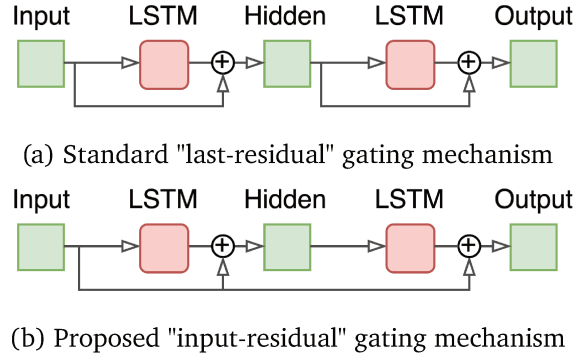 Input LSTM Hidden LSTM Output
(a) Standard "last-residual" gating mechanism
Input LSTM Hidden LSTM Output
(b) Proposed "input-residual" gating mechanism